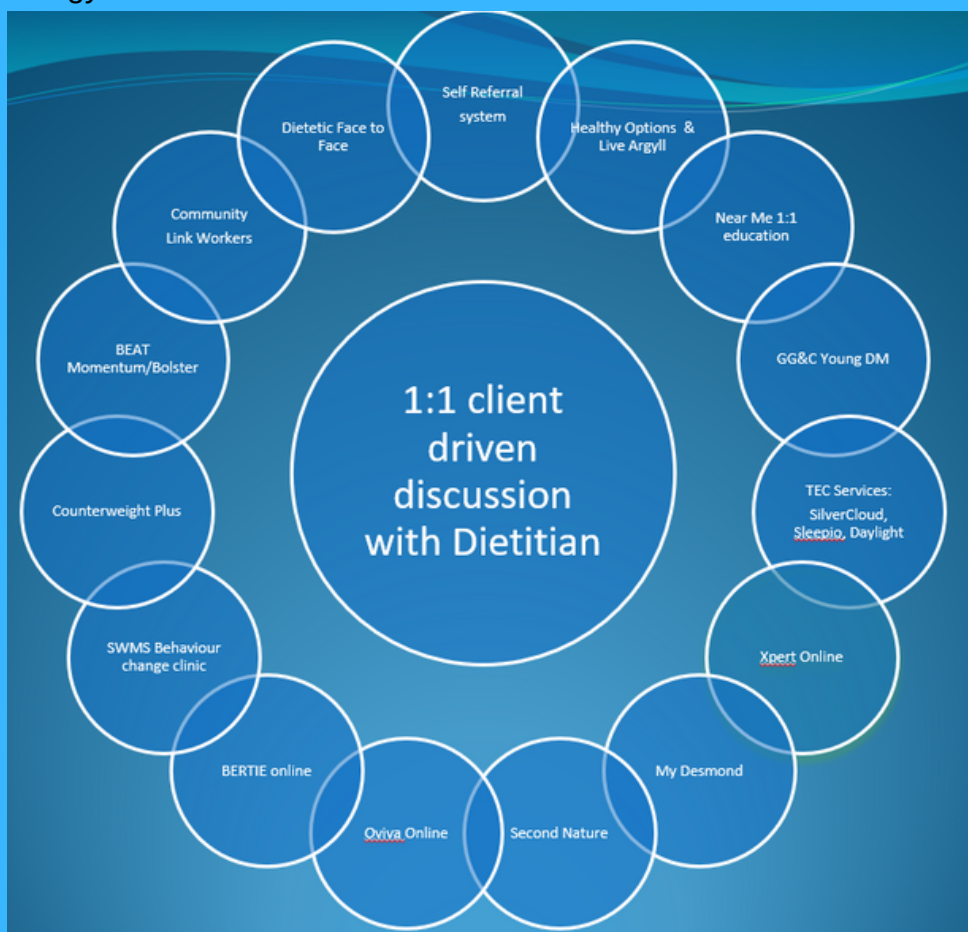 Self Referral
system
Healthy Options &
Live Argyll
Near Me 1:1
education
GG&C Young DM
TEC Services:
SilverCloud,
Sleepio, Daylight
Xpert Online
My Desmond
Second Nature
Oviva Online
BERTIE online
SWMS Behaviour
change clinic
Counterweight Plus
BEAT
Momentum/Bolster
Community
Link Workers
Dietetic Face to
Face
1:1 client
driven
discussion
with Dietitian